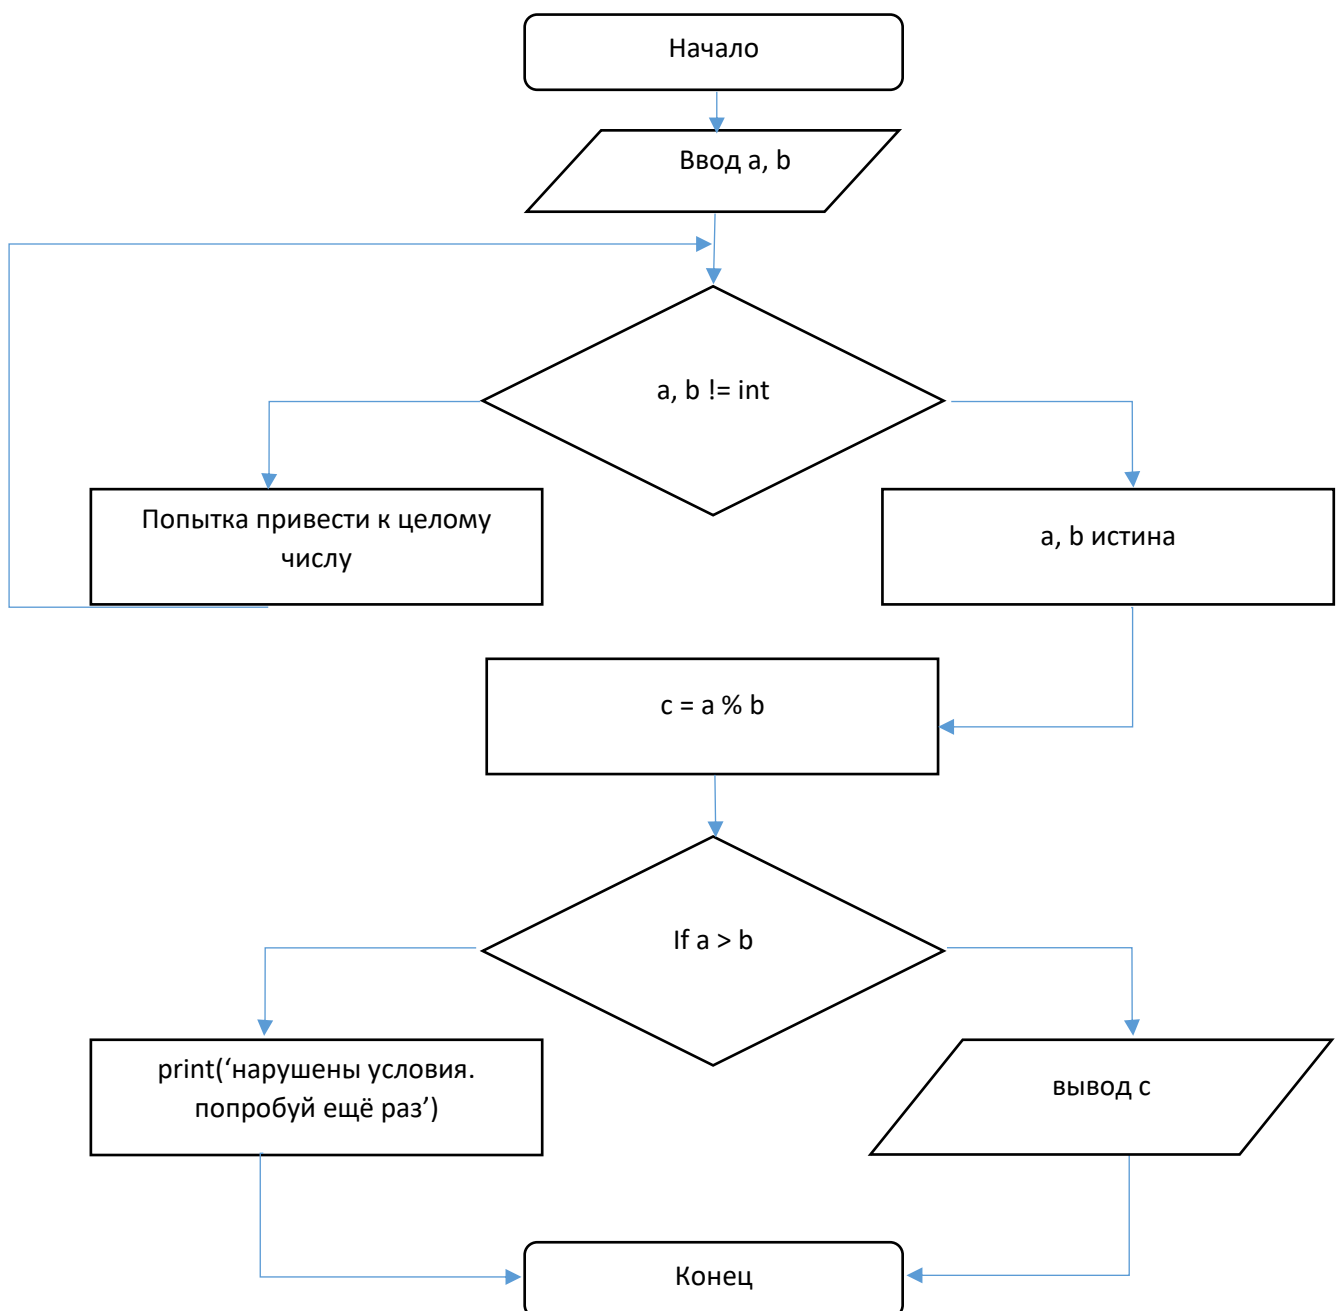 Начало
Ввод a, b
a, b != int
Попытка привести к целому
числу
a, b истина
c = a % b
If a > b
print(‘нарушены условия.
попробуй ещё раз’)
вывод c
Конец